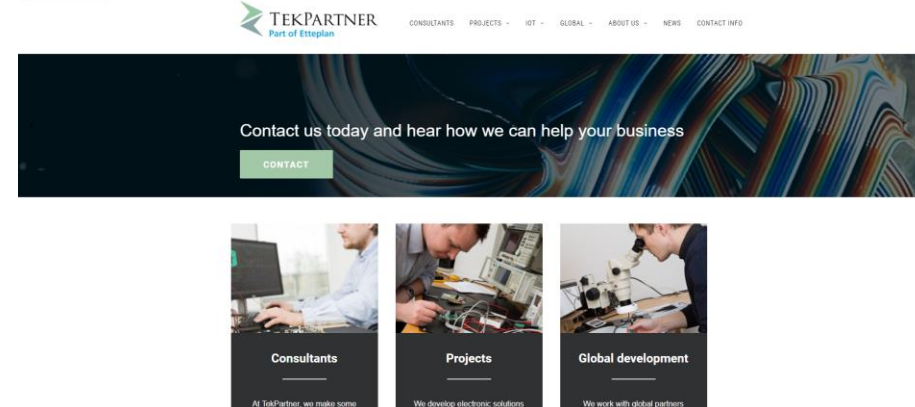 TEKPARTNER
Part of Etteplan
CONSULTANTS PROJECTS IOT GLOBAL ABOUT US NEWS CONTACT INFO
Contact us today and hear how we can help your business
CONTACT
Consultants Projects Global development
At TekPartner, we make some We develop electronic solutions We work with global partners